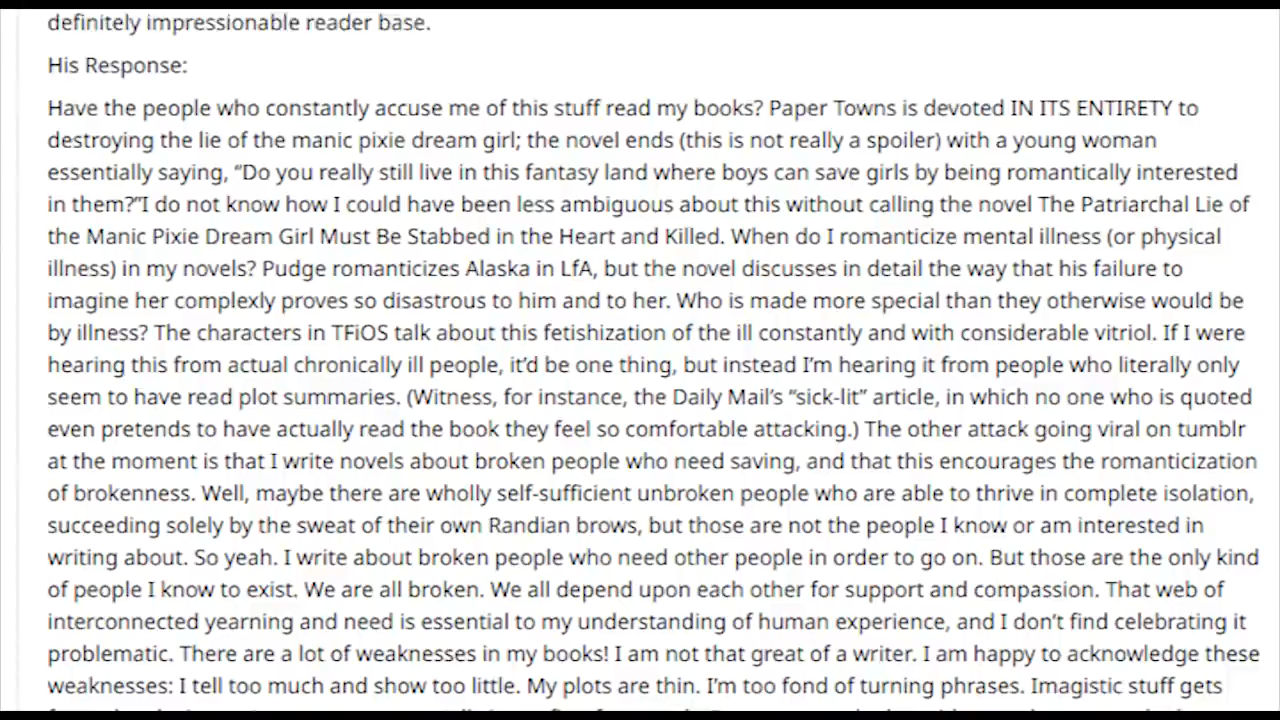 definitely impressionable reader base.
His Response:
Have the people who constantly accuse me of this stuff read my books? Paper Towns is devoted IN ITS ENTIRETY to
destroying the lie of the manic pixie dream girl; the novel ends (this is not really a spoiler) with a young woman
essentially saying, “Do you really still live in this fantasy land where boys can save girls by being romantically interested
in them?”I do not know how I could have been less ambiguous about this without calling the novel The Patriarchal Lie of
the Manic Pixie Dream Girl Must Be Stabbed in the Heart and Killed. When do I romanticize mental illness (or physical
illness) in my novels? Pudge romanticizes Alaska in LfA, but the novel discusses in detail the way that his failure to
imagine her complexly proves so disastrous to him and to her. Who is made more special than they otherwise would be
by illness? The characters in TFiOS talk about this fetishization of the ill constantly and with considerable vitriol. If I were
hearing this from actual chronically ill people, it’d be one thing, but instead I’m hearing it from people who literally only
seem to have read plot summaries. (Witness, for instance, the Daily Mail’s “sick-lit” article, in which no one who is quoted
even pretends to have actually read the book they feel so comfortable attacking.) The other attack going viral on tumblr
at the moment is that I write novels about broken people who need saving, and that this encourages the romanticization
of brokenness. Well, maybe there are wholly self-sufficient unbroken people who are able to thrive in complete isolation,
succeeding solely by the sweat of their own Randian brows, but those are not the people I know or am interested in
writing about. So yeah. I write about broken people who need other people in order to go on. But those are the only kind
of people I know to exist. We are all broken. We all depend upon each other for support and compassion. That web of
interconnected yearning and need is essential to my understanding of human experience, and I don’t find celebrating it
problematic. There are a lot of weaknesses in my books! I am not that great of a writer. I am happy to acknowledge these
weaknesses: I tell too much and show too little. My plots are thin. I’m too fond of turning phrases. Imagistic stuff gets